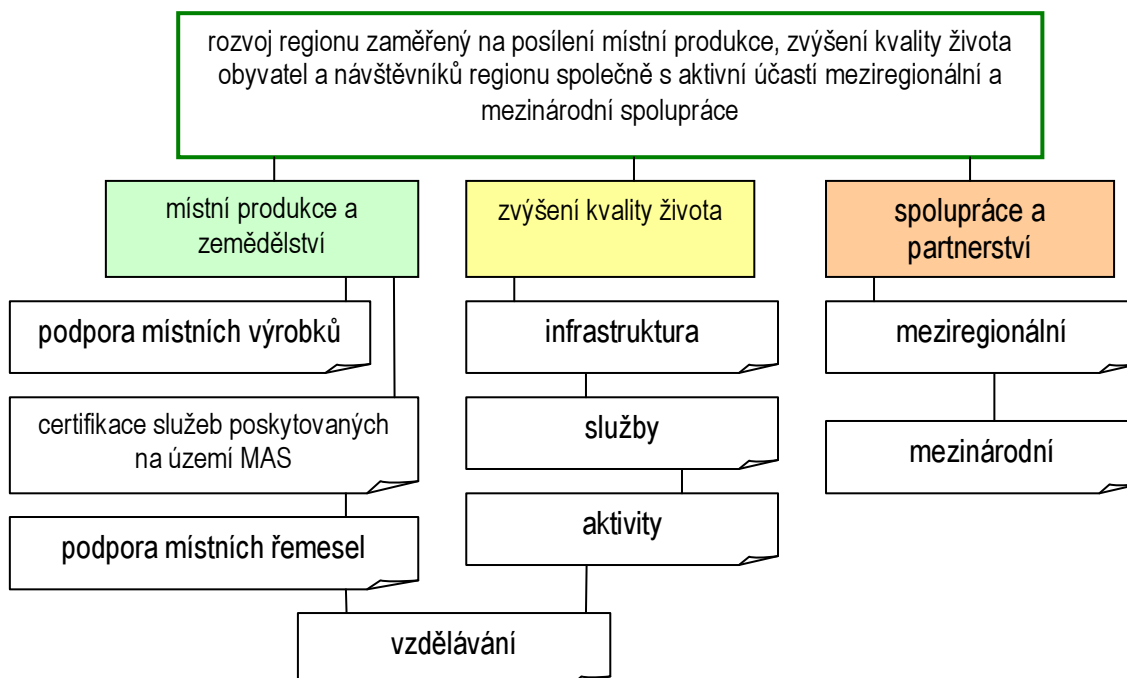 rozvoj regionu zaměřený na posílení místní produkce, zvýšení kvality života
obyvatel a návštěvníků regionu společně s aktivní účastí meziregionální a
mezinárodní spolupráce
místní produkce a
zemědělství
zvýšení kvality života
spolupráce a
partnerství
podpora místních výrobků
infrastruktura
meziregionální
certifikace služeb poskytovaných
na území MAS
služby
mezinárodní
podpora místních řemesel
aktivity
vzdělávání